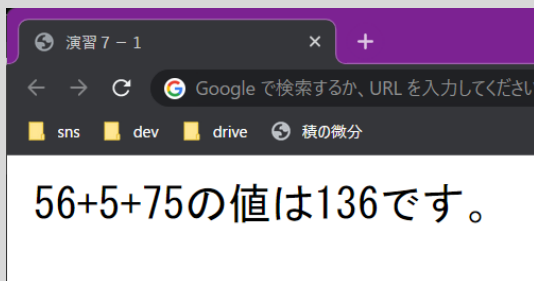 演習７－１
Google で検索するか、URL を入力してください
sns dev drive 積の微分
56+5+75の値は136です。